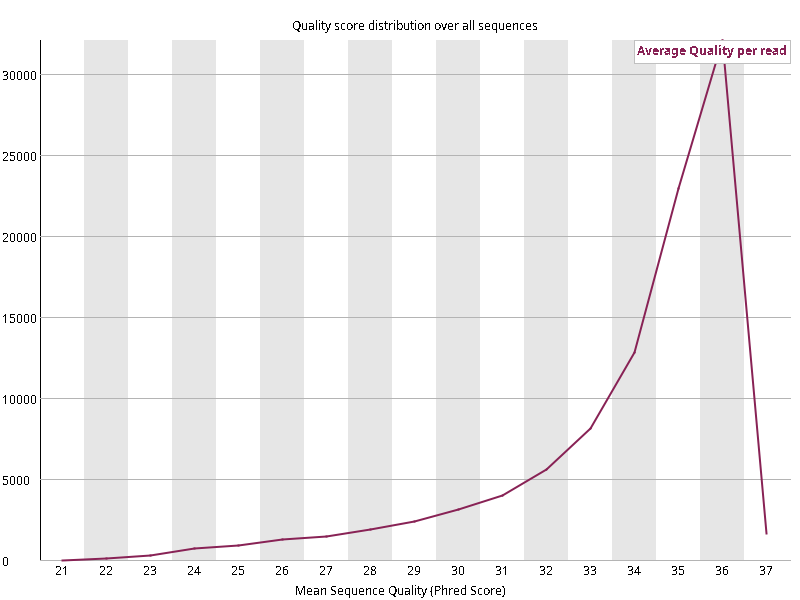 Quality score distribution over all sequences
Average Quality per read
30000
25000
20000
15000
10000
5000
0
21 22 23 24 25 26 27 28 29 30 31 32 33 34 35 36 37
Mean Sequence Quality (Phred Score)